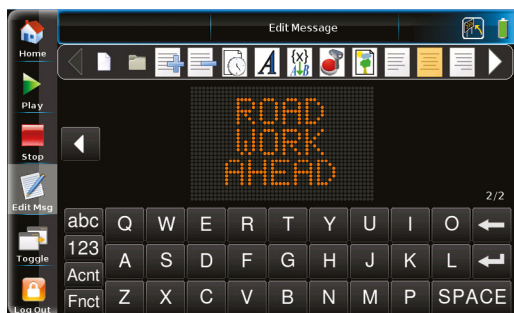 Edit Message
Home
Play
Stop
Edit Msg
Toggle
Log Out
A
{X}
A↓B
ROAD
WORK
AHEAD
2/2
abc Q W E R T Y U I O
123 A S D F G H J K L
Acnt
Fnct Z X C V B N M P SPACE